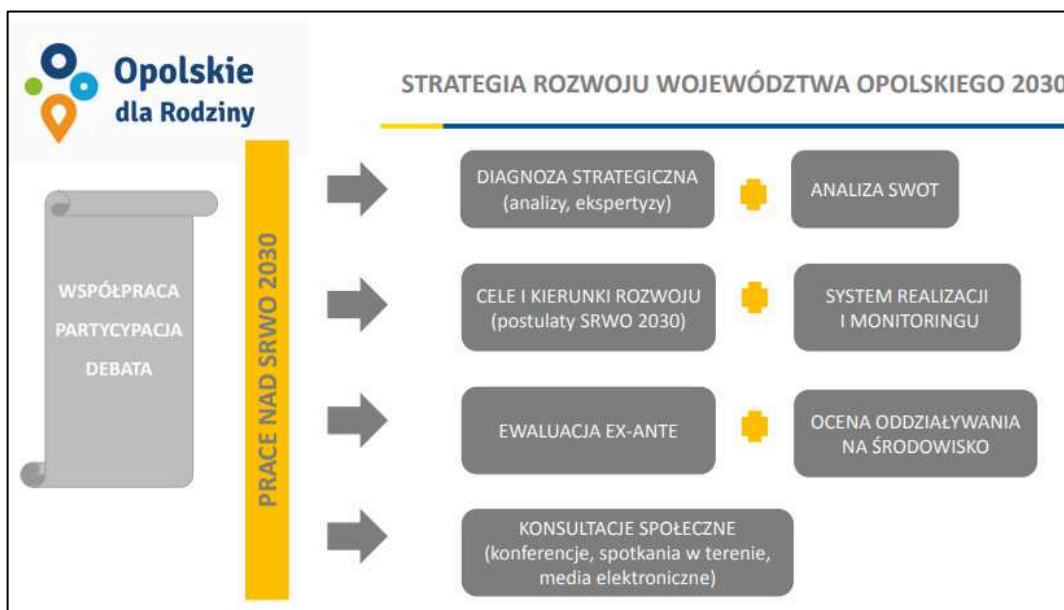 Opolskie
dla Rodziny
STRATEGIA ROZWOJU WOJEWÓDZTWA OPOLSKIEGO 2030
WSPÓŁPRACA
PARTYCYPACJA
DEBATA
PRACE NAD SRWO 2030
DIAGNOZA STRATEGICZNA
(analizy, ekspertyzy)
ANALIZA SWOT
CELE I KIERUNKI ROZWOJU
(postulaty SRWO 2030)
SYSTEM REALIZACJI
I MONITORINGU
EWALUACJA EX-ANTE
OCENA ODDZIAŁYWANIA
NA ŚRODOWISKO
KONSULTACJE SPOŁECZNE
(konferencje, spotkania w terenie,
media elektroniczne)